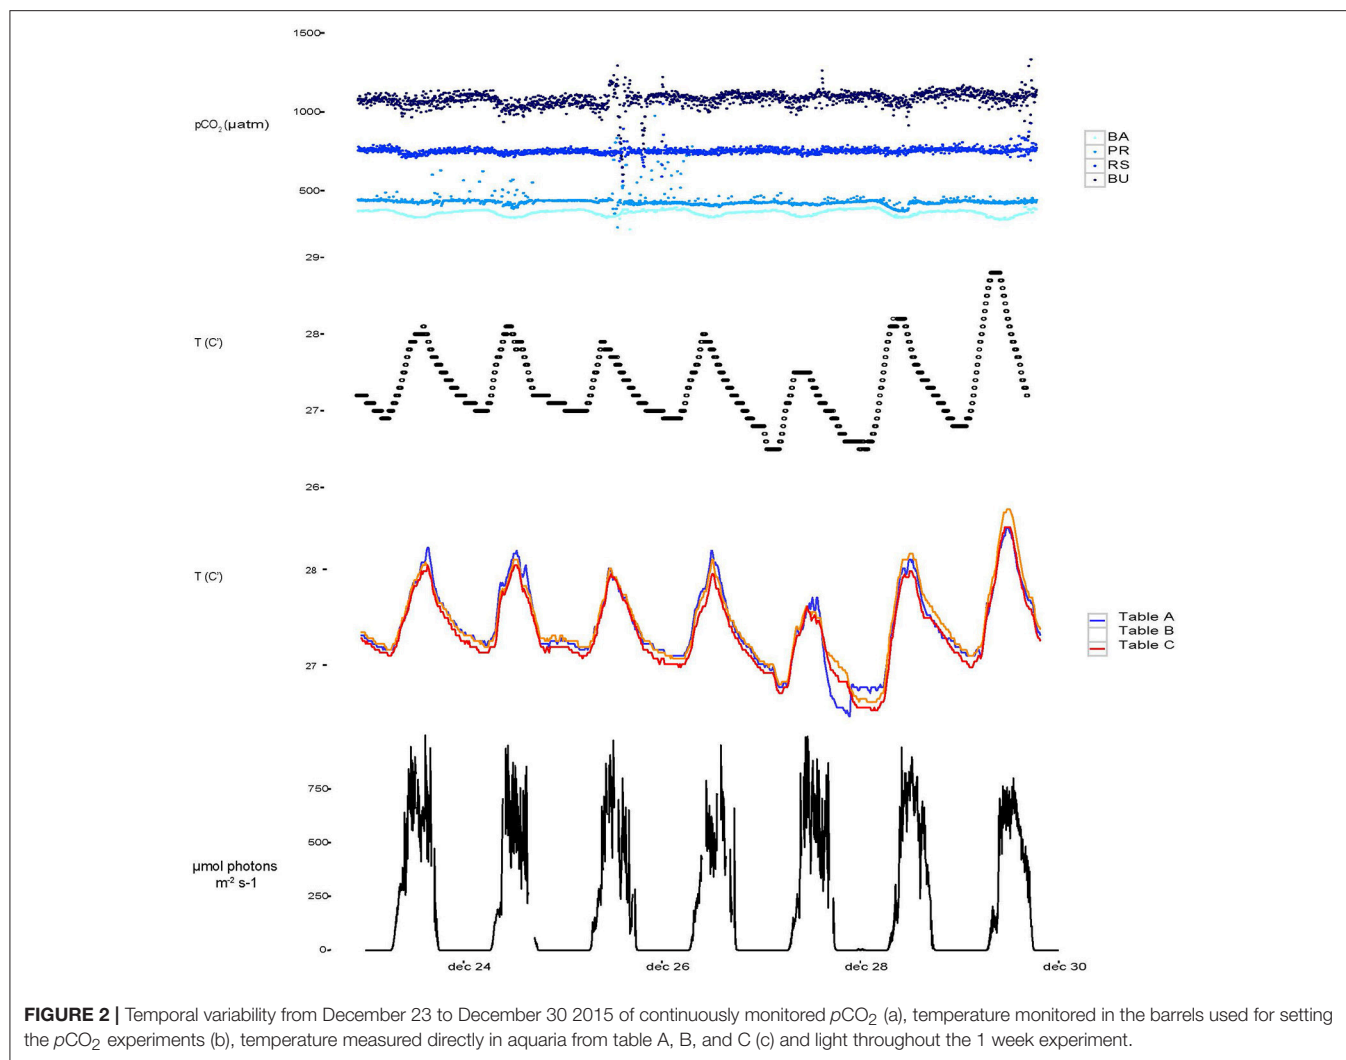 1500-
pCO2 (µatm)
1000-
500-
BA
PR
RS
BU
29-
28-
T (C')
27-
26-
T (C')
28-
27-
Table A
Table B
Table C
750-
500-
µmol photons
m-2 s-1
250-
0-
dec 24
dec 26
dec 28
dec 30
FIGURE 2 | Temporal variability from December 23 to December 30 2015 of continuously monitored pCO2 (a), temperature monitored in the barrels used for setting
the pCO2 experiments (b), temperature measured directly in aquaria from table A, B, and C (c) and light throughout the 1 week experiment.